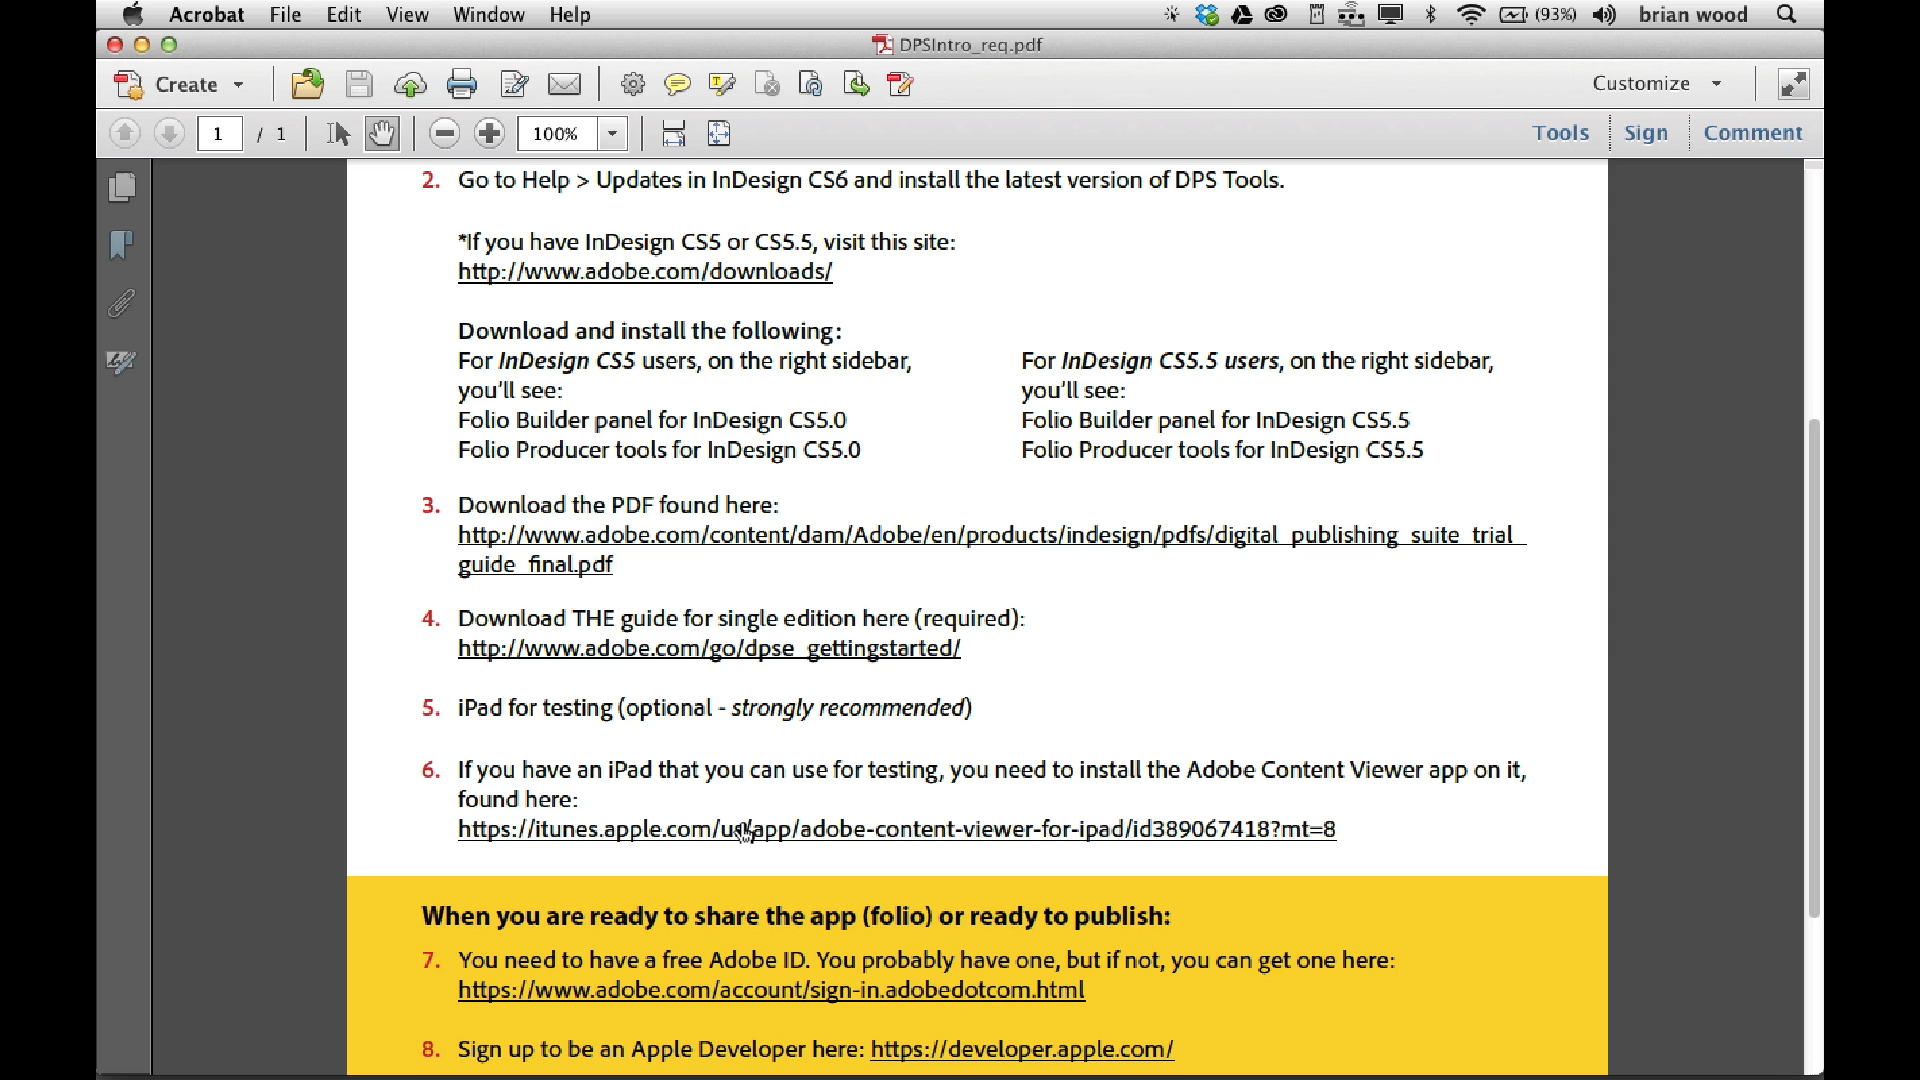 Acrobat File Edit View Window Help (93%) brian wood
DPSIntro_req.pdf
Create Customize
1 / 1 100% Tools Sign Comment
2. Go to Help > Updates in InDesign CS6 and install the latest version of DPS Tools.
*If you have InDesign CS5 or CS5.5, visit this site:
http://www.adobe.com/downloads/
Download and install the following:
For InDesign CS5 users, on the right sidebar,
you'll see:
Folio Builder panel for InDesign CS5.0
Folio Producer tools for InDesign CS5.0
For InDesign CS5.5 users, on the right sidebar,
you'll see:
Folio Builder panel for InDesign CS5.5
Folio Producer tools for InDesign CS5.5
3. Download the PDF found here:
http://www.adobe.com/content/dam/Adobe/en/products/indesign/pdfs/digital_publishing_suite_trial_
guide_final.pdf
4. Download THE guide for single edition here (required):
http://www.adobe.com/go/dpse_gettingstarted/
5. iPad for testing (optional - strongly recommended)
6. If you have an iPad that you can use for testing, you need to install the Adobe Content Viewer app on it,
found here:
https://itunes.apple.com/us/app/adobe-content-viewer-for-ipad/id389067418?mt=8
When you are ready to share the app (folio) or ready to publish:
7. You need to have a free Adobe ID. You probably have one, but if not, you can get one here:
https://www.adobe.com/account/sign-in.adobedotcom.html
8. Sign up to be an Apple Developer here: https://developer.apple.com/